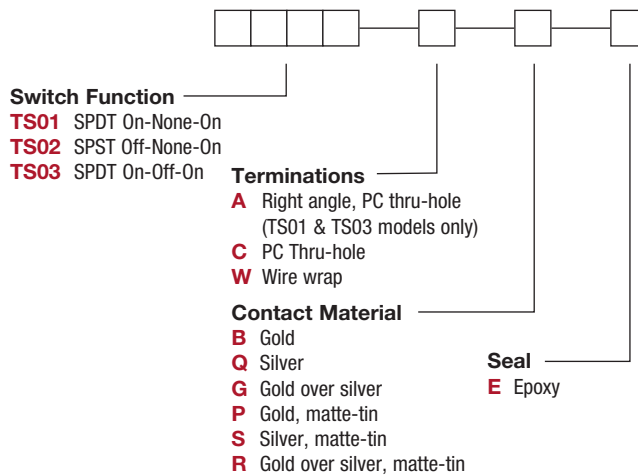 Switch Function
TS01 SPDT On-None-On
TS02 SPST Off-None-On
TS03 SPDT On-Off-On
Terminations
A Right angle, PC thru-hole
(TS01 & TS03 models only)
C PC Thru-hole
W Wire wrap
Contact Material
B Gold
Q Silver
G Gold over silver
P Gold, matte-tin
S Silver, matte-tin
R Gold over silver, matte-tin
Seal
E Epoxy